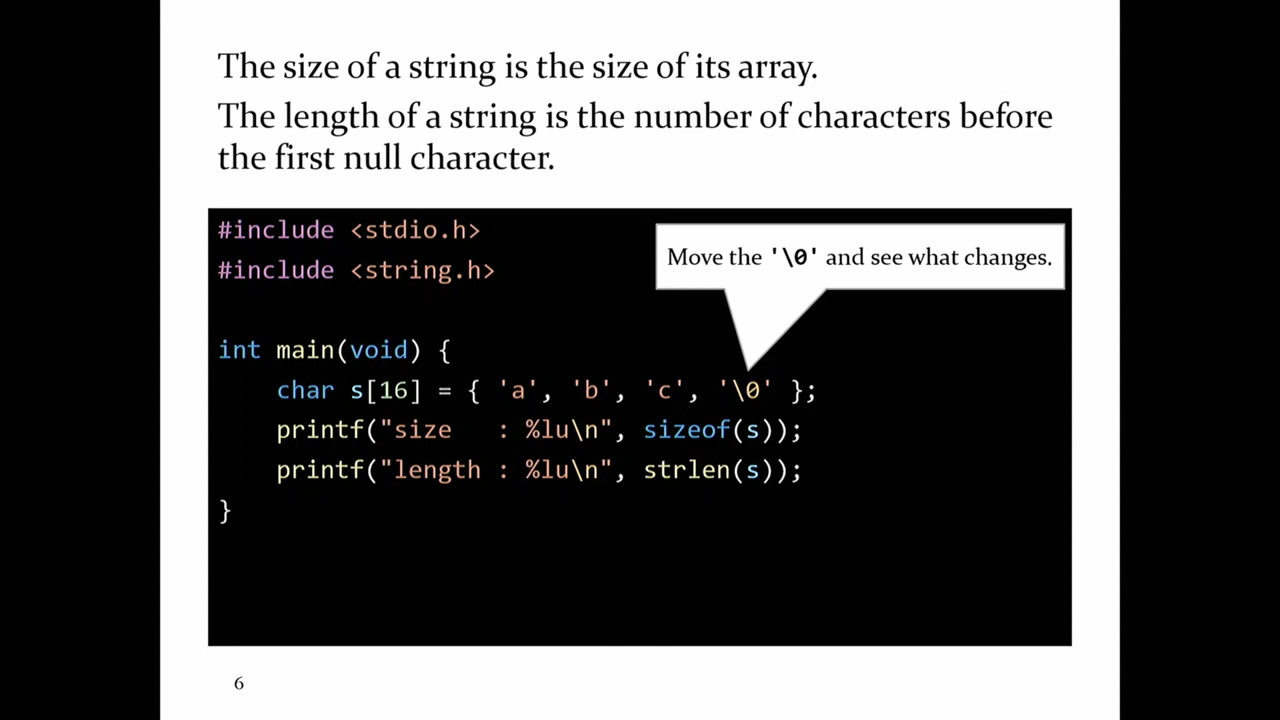 The size of a string is the size of its array.
The length of a string is the number of characters before
the first null character.
#include <stdio.h>
#include <string.h>
Move the '\0' and see what changes.
int main(void) {
    char s[16] = { 'a', 'b', 'c', '\0' };
    printf("size   : %lu\n", sizeof(s));
    printf("length : %lu\n", strlen(s));
}
6